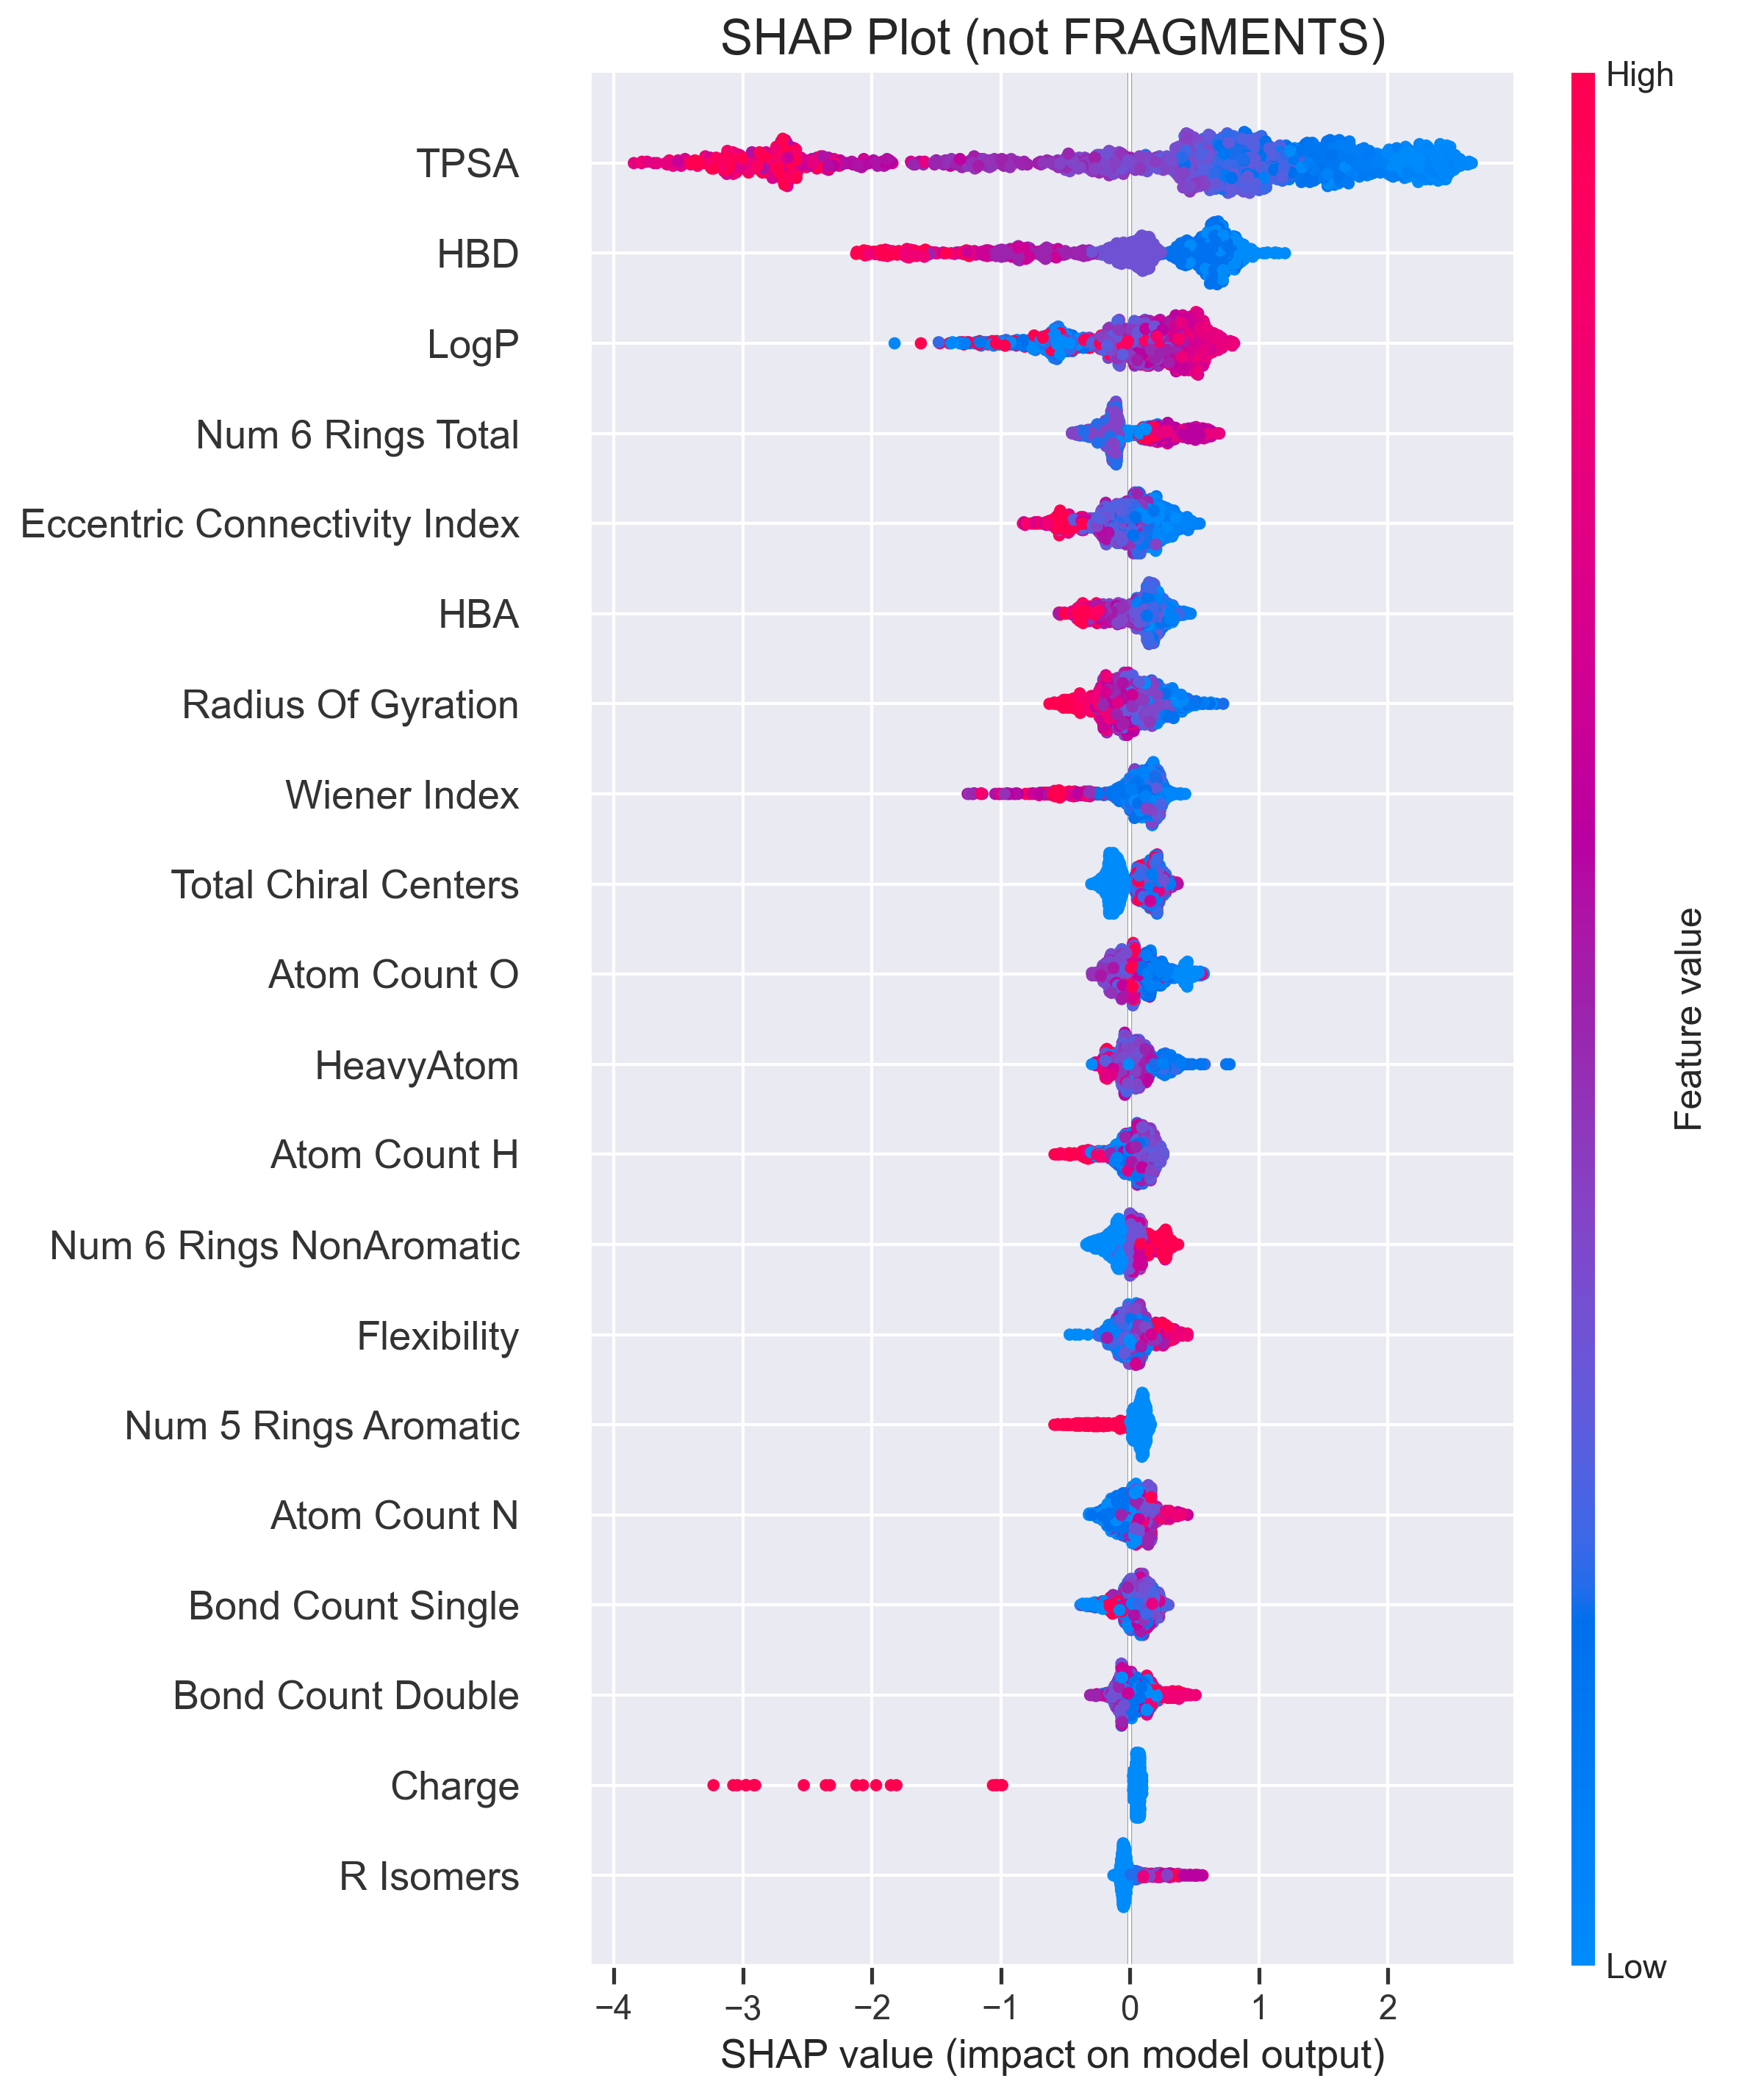 SHAP Plot (not FRAGMENTS)
High
TPSA
HBD
LogP
Num 6 Rings Total
Eccentric Connectivity Index
HBA
Radius Of Gyration
Wiener Index
Total Chiral Centers
Atom Count O
HeavyAtom
Atom Count H
Num 6 Rings NonAromatic
Flexibility
Num 5 Rings Aromatic
Atom Count N
Bond Count Single
Bond Count Double
Charge
R Isomers
Feature value
Low
−4 −3 −2 −1 0 1 2
SHAP value (impact on model output)